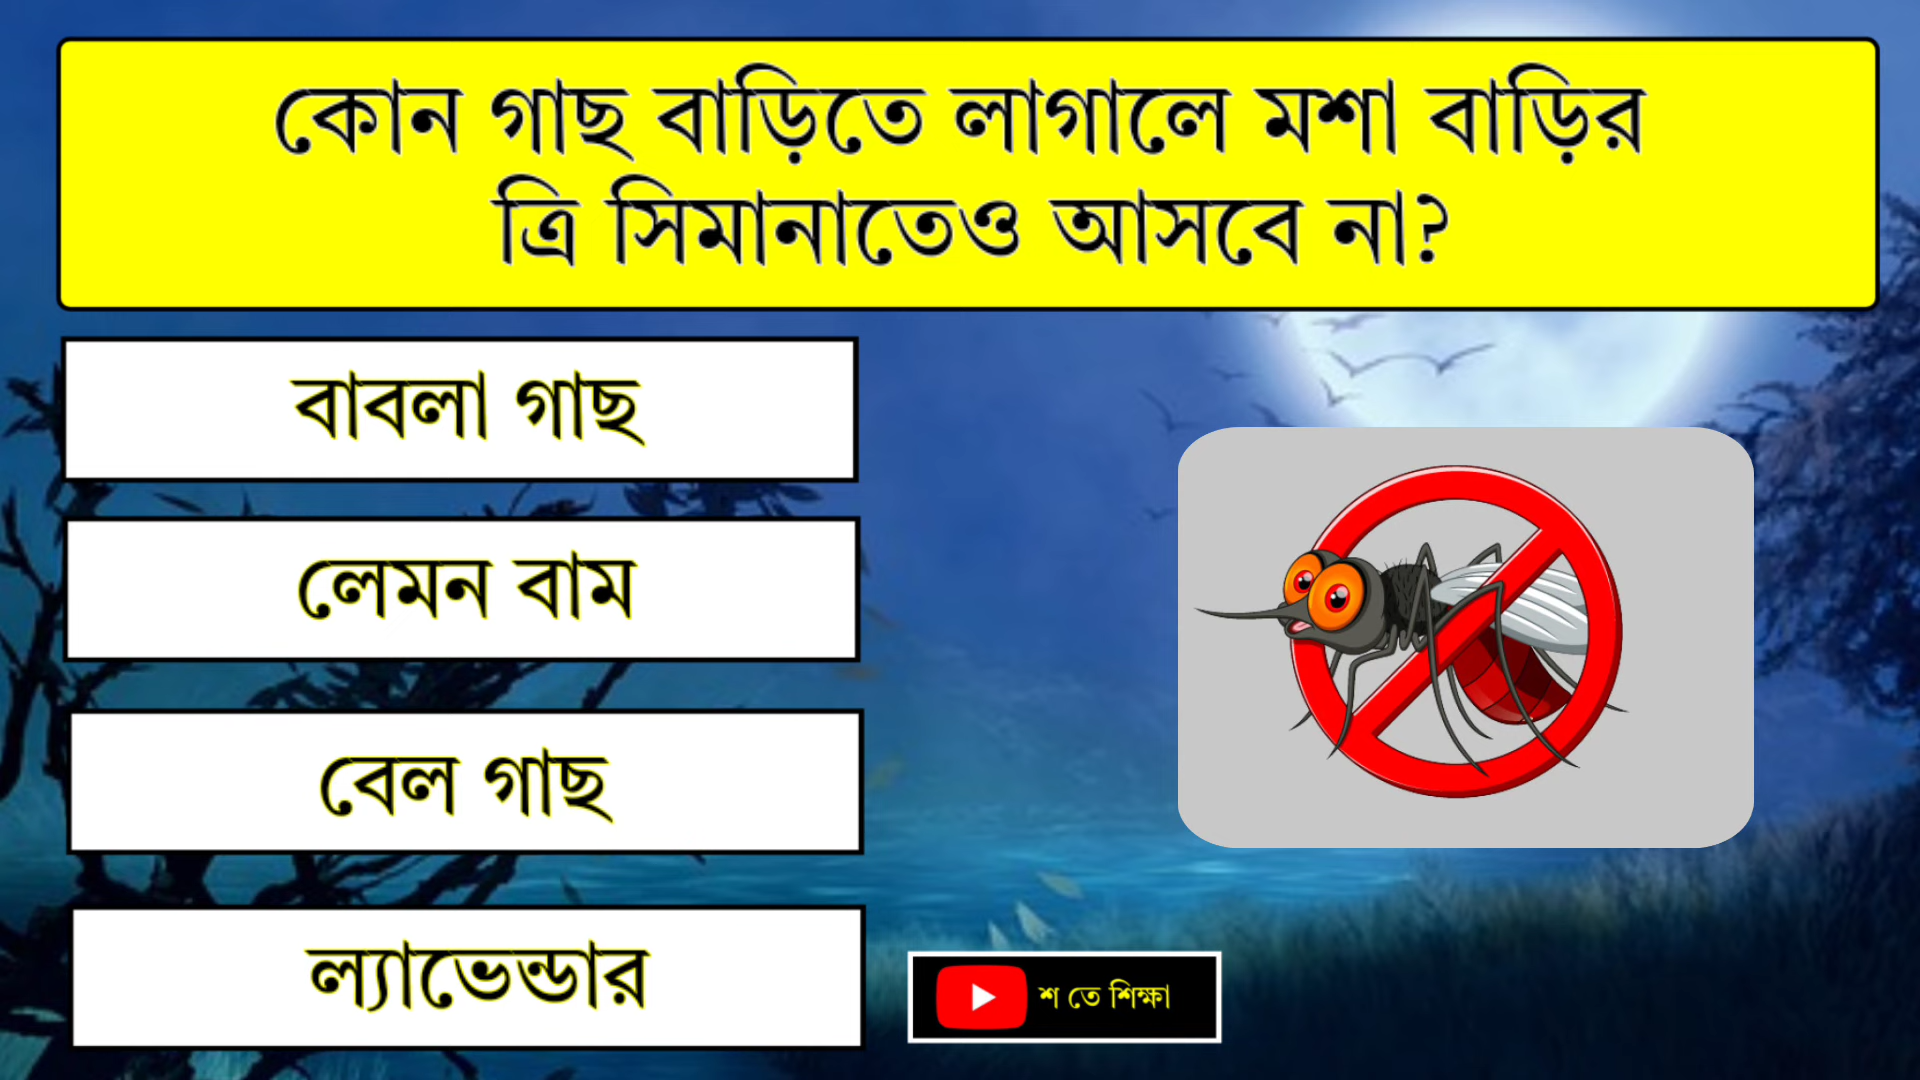 কোন গাছ বাড়িতে লাগালে মশা বাড়ির
ত্রি সিমানাতেও আসবে না?
বাবলা গাছ
লেমন বাম
বেল গাছ
ল্যাভেন্ডার
শ তে শিক্ষা